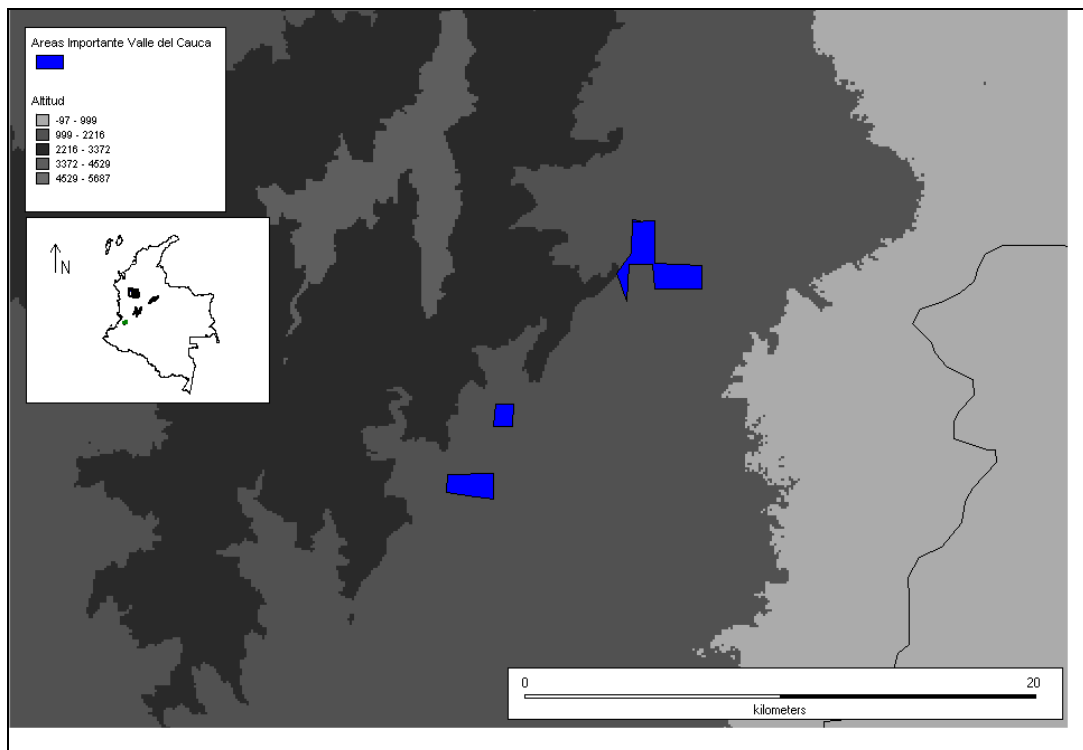 Areas Importante Valle del Cauca
Altitud
-97 - 999
999 - 2216
2216 - 3372
3372 - 4529
4529 - 5687
N
0 20
kilometers